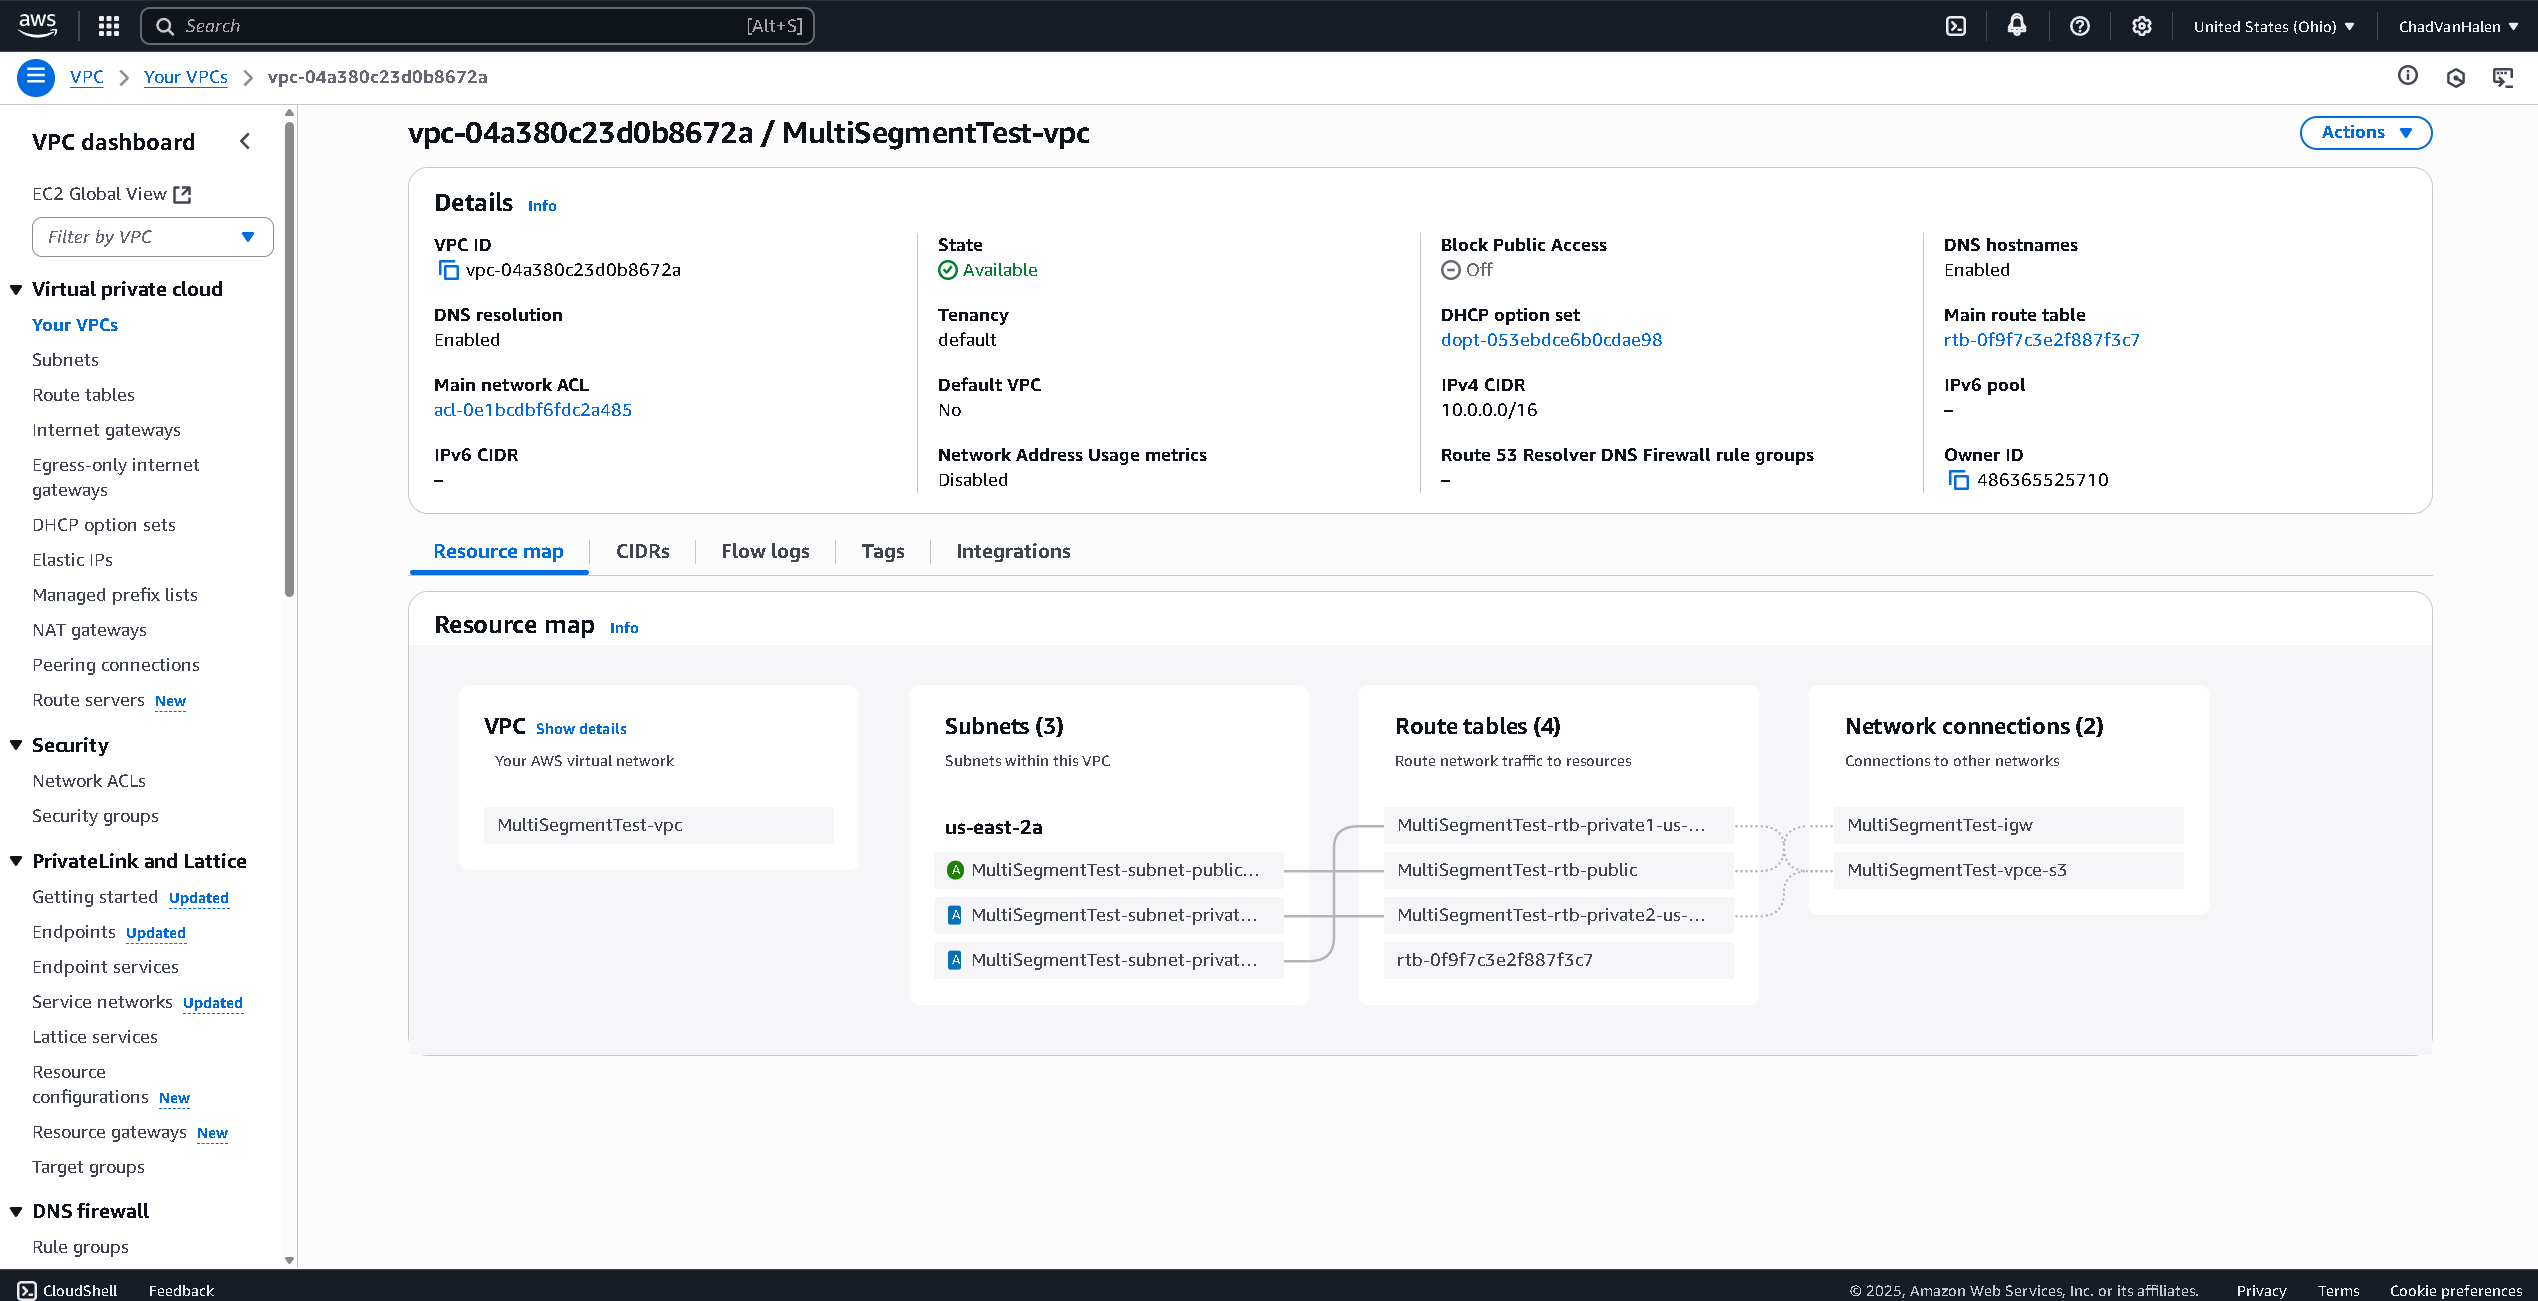 aws
Search [Alt+S]
United States (Ohio)
ChadVanHalen
VPC
Your VPCs
vpc-04a380c23d0b8672a
VPC dashboard
EC2 Global View
Filter by VPC
Virtual private cloud
Your VPCs
Subnets
Route tables
Internet gateways
Egress-only internet
gateways
DHCP option sets
Elastic IPs
Managed prefix lists
NAT gateways
Peering connections
Route servers New
Security
Network ACLs
Security groups
PrivateLink and Lattice
Getting started Updated
Endpoints Updated
Endpoint services
Service networks Updated
Lattice services
Resource
configurations New
Resource gateways New
Target groups
DNS firewall
Rule groups
vpc-04a380c23d0b8672a / MultiSegmentTest-vpc
Actions
Details Info
VPC ID
vpc-04a380c23d0b8672a
State
Available
Block Public Access
Off
DNS hostnames
Enabled
DNS resolution
Enabled
Tenancy
default
DHCP option set
dopt-053ebdce6b0cdae98
Main route table
rtb-0f9f7c3e2f887f3c7
Main network ACL
acl-0e1bcdbf6fdc2a485
Default VPC
No
IPv4 CIDR
10.0.0.0/16
IPv6 pool
–
IPv6 CIDR
–
Network Address Usage metrics
Disabled
Route 53 Resolver DNS Firewall rule groups
–
Owner ID
486365525710
Resource map
CIDRs
Flow logs
Tags
Integrations
Resource map Info
VPC Show details
Your AWS virtual network
MultiSegmentTest-vpc
Subnets (3)
Subnets within this VPC
us-east-2a
A MultiSegmentTest-subnet-public...
A MultiSegmentTest-subnet-privat...
A MultiSegmentTest-subnet-privat...
Route tables (4)
Route network traffic to resources
MultiSegmentTest-rtb-private1-us-...
MultiSegmentTest-rtb-public
MultiSegmentTest-rtb-private2-us-...
rtb-0f9f7c3e2f887f3c7
Network connections (2)
Connections to other networks
MultiSegmentTest-igw
MultiSegmentTest-vpce-s3
CloudShell
Feedback
© 2025, Amazon Web Services, Inc. or its affiliates.
Privacy
Terms
Cookie preferences